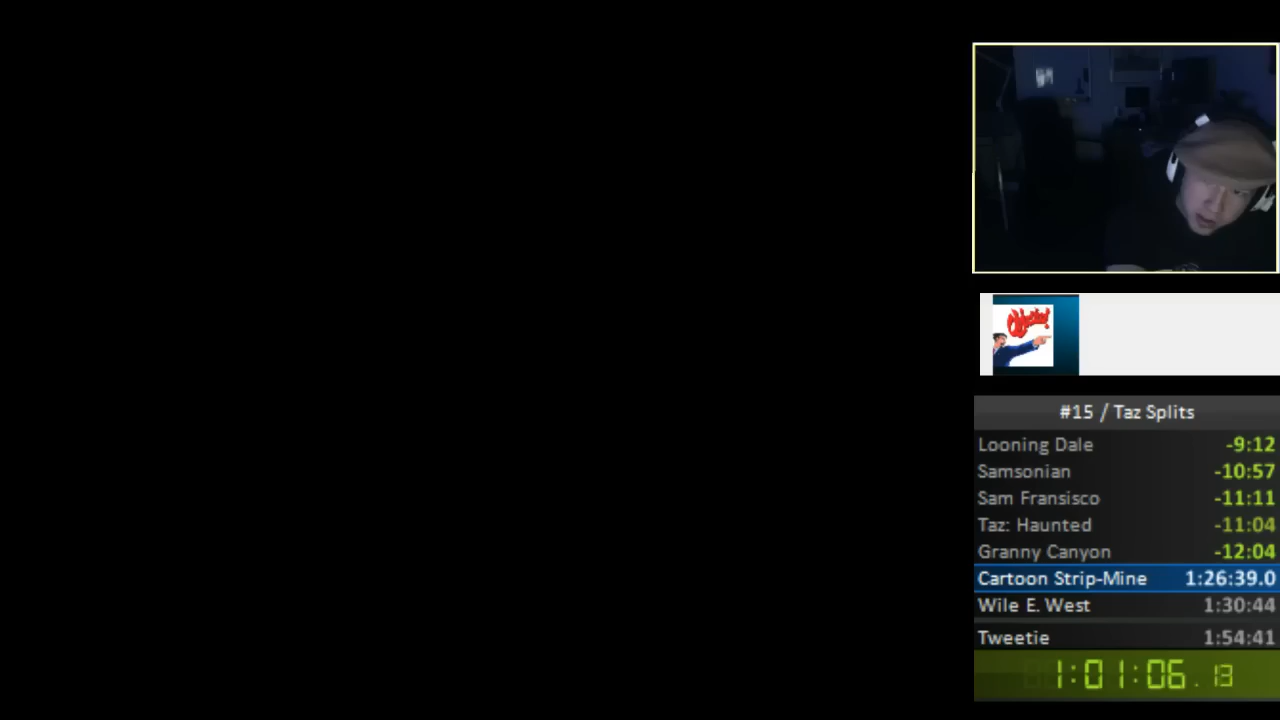 Objection!
#15 / Taz Splits
Looning Dale -9:12
Samsonian -10:57
Sam Fransisco -11:11
Taz: Haunted -11:04
Granny Canyon -12:04
Cartoon Strip-Mine 1:26:39.0
Wile E. West 1:30:44
Tweetie 1:54:41
1:01:06.13